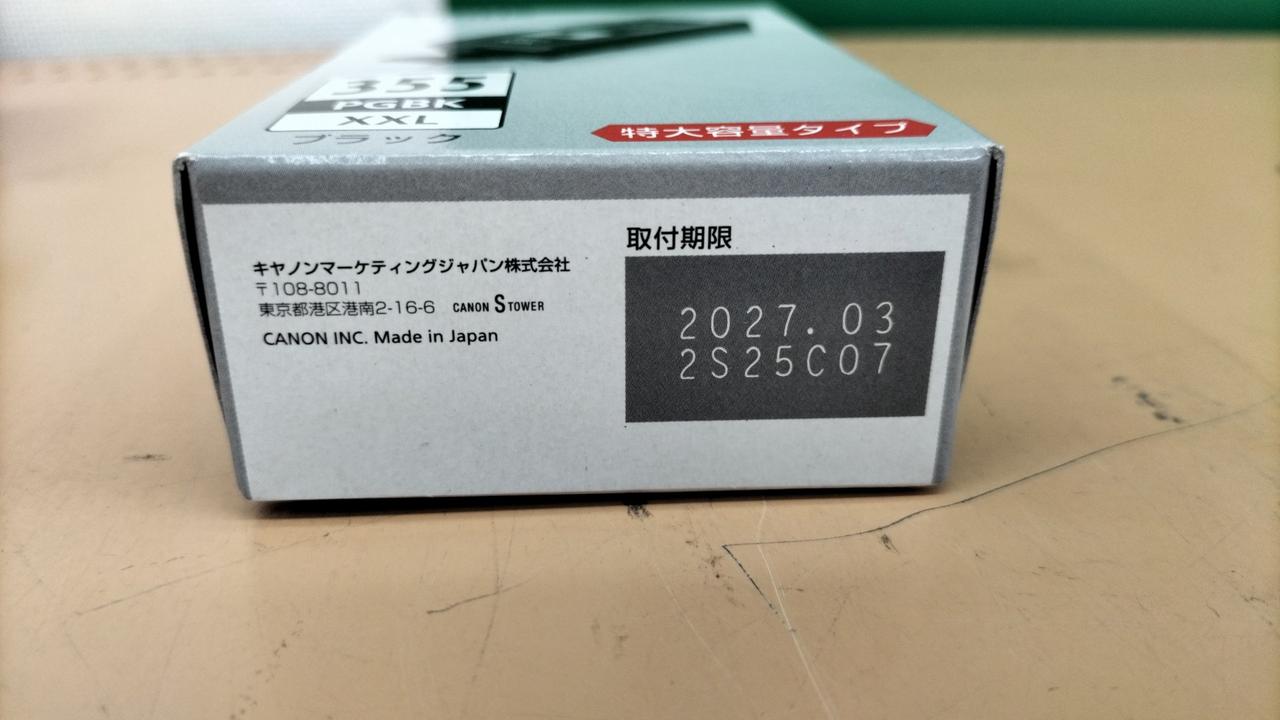 355
PGBK
XXL
ブラック
特大容量タイプ
キヤノンマーケティングジャパン株式会社
〒108-8011
東京都港区港南2-16-6 CANON S TOWER
CANON INC. Made in Japan
取付期限
2027.03
2S25C07